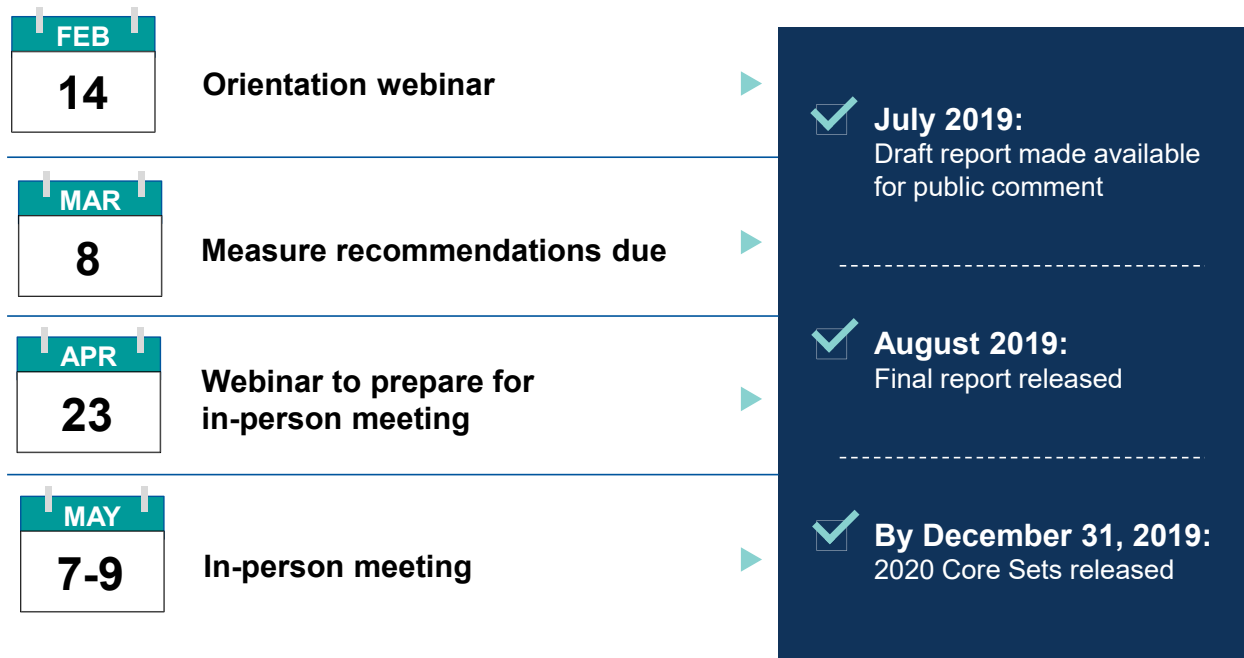 FEB
14
Orientation webinar
MAR
8
Measure recommendations due
APR
23
Webinar to prepare for
in-person meeting
MAY
7-9
In-person meeting
July 2019:
Draft report made available
for public comment
August 2019:
Final report released
By December 31, 2019:
2020 Core Sets released